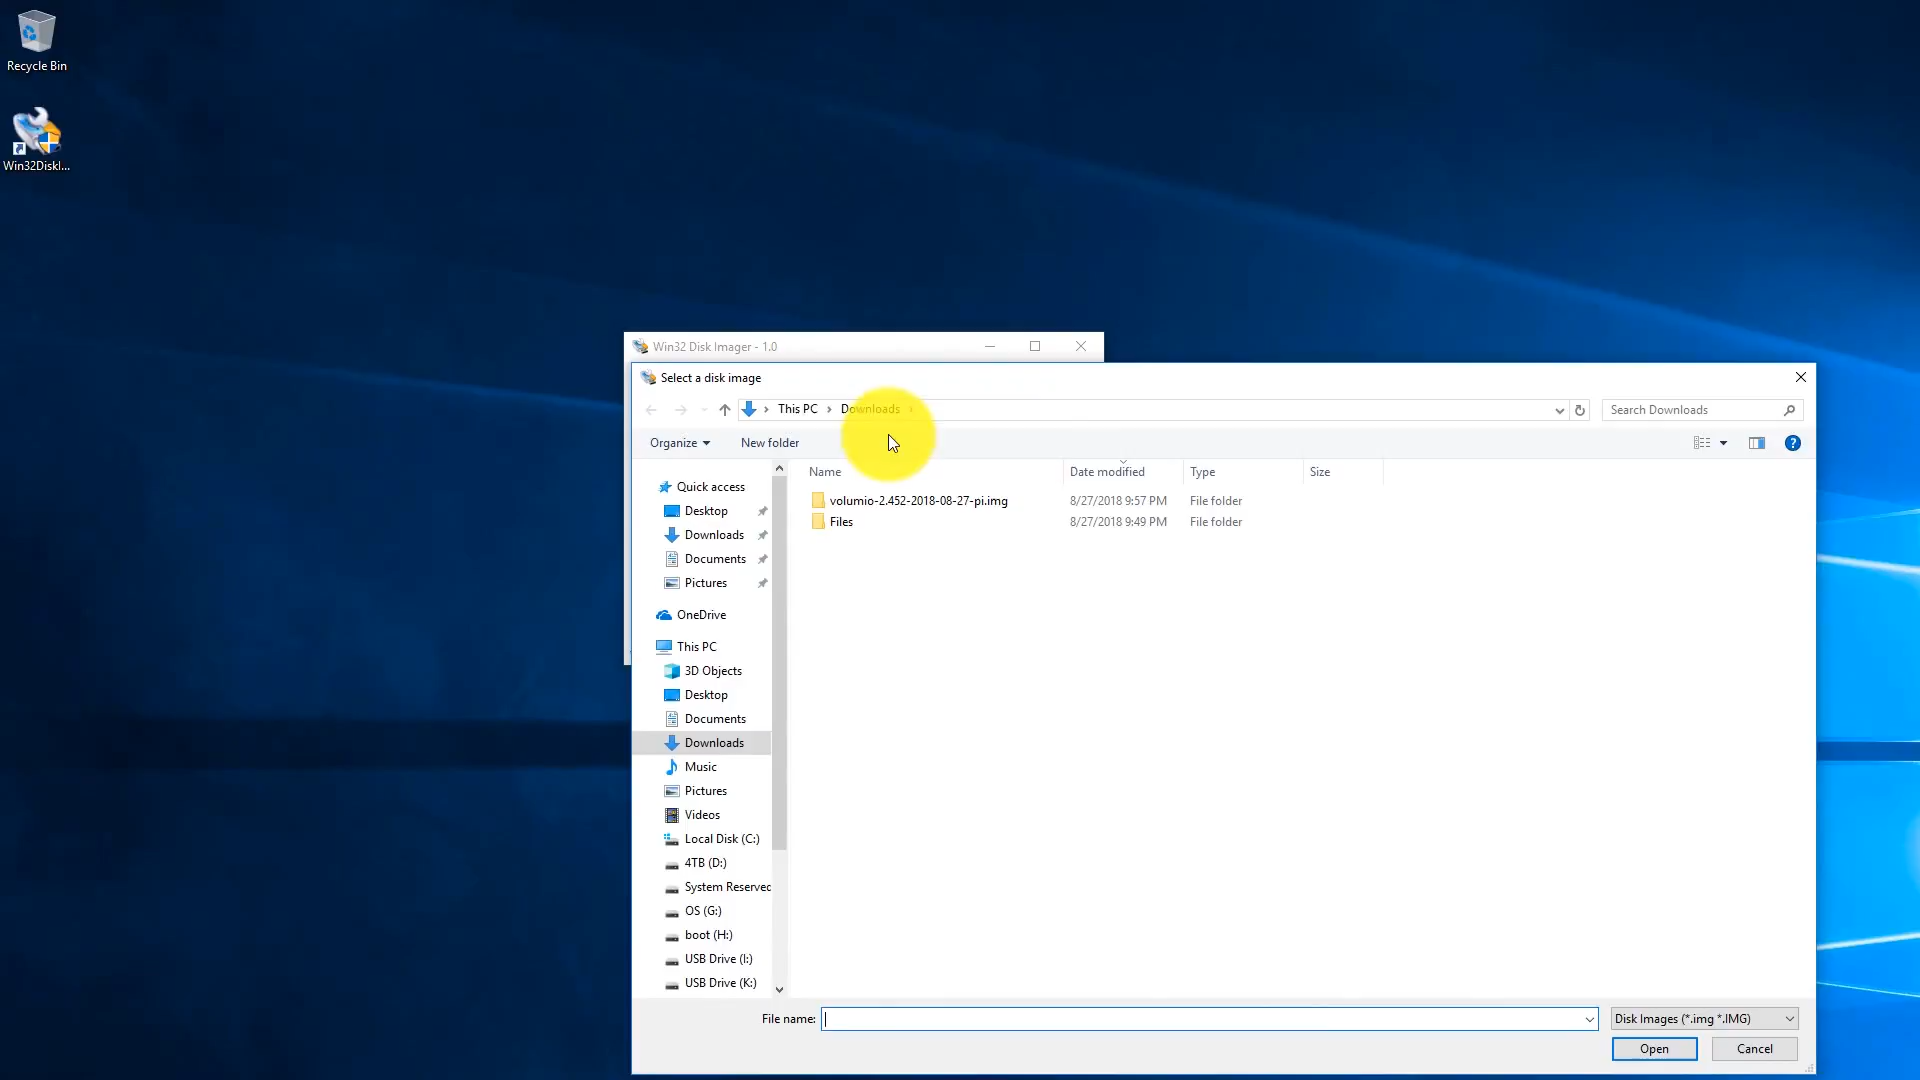 Recycle Bin
Win32DiskI...
Win32 Disk Imager - 1.0
Select a disk image
This PC > Downloads >
Search Downloads
Organize
New folder
Name
Date modified
Type
Size
volumio-2.452-2018-08-27-pi.img
8/27/2018 9:57 PM
File folder
Files
8/27/2018 9:49 PM
File folder
Quick access
Desktop
Downloads
Documents
Pictures
OneDrive
This PC
3D Objects
Desktop
Documents
Downloads
Music
Pictures
Videos
Local Disk (C:)
4TB (D:)
System Reserved
OS (G:)
boot (H:)
USB Drive (I:)
USB Drive (K:)
File name:
Disk Images (*.img *.IMG)
Open
Cancel